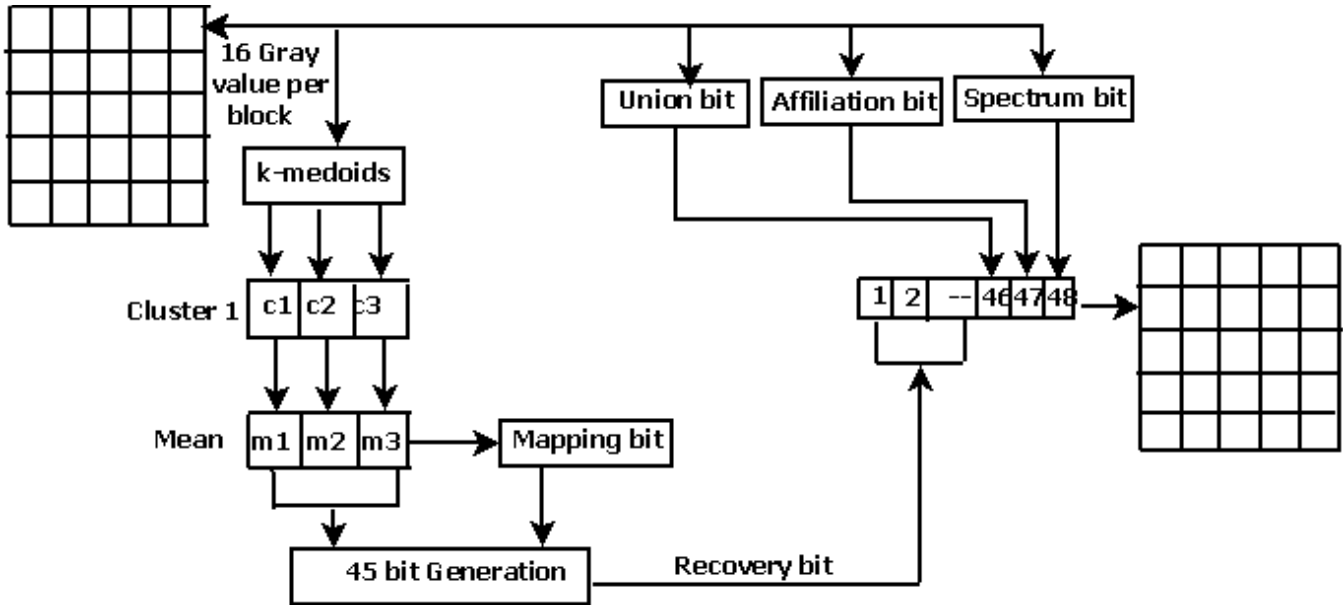 16 Gray
value per
block
Union bit
Affiliation bit
Spectrum bit
k-medoids
Cluster 1
c1 c2 c3
1 2 -- 46 47 48
Mean
m1 m2 m3
Mapping bit
45 bit Generation
Recovery bit